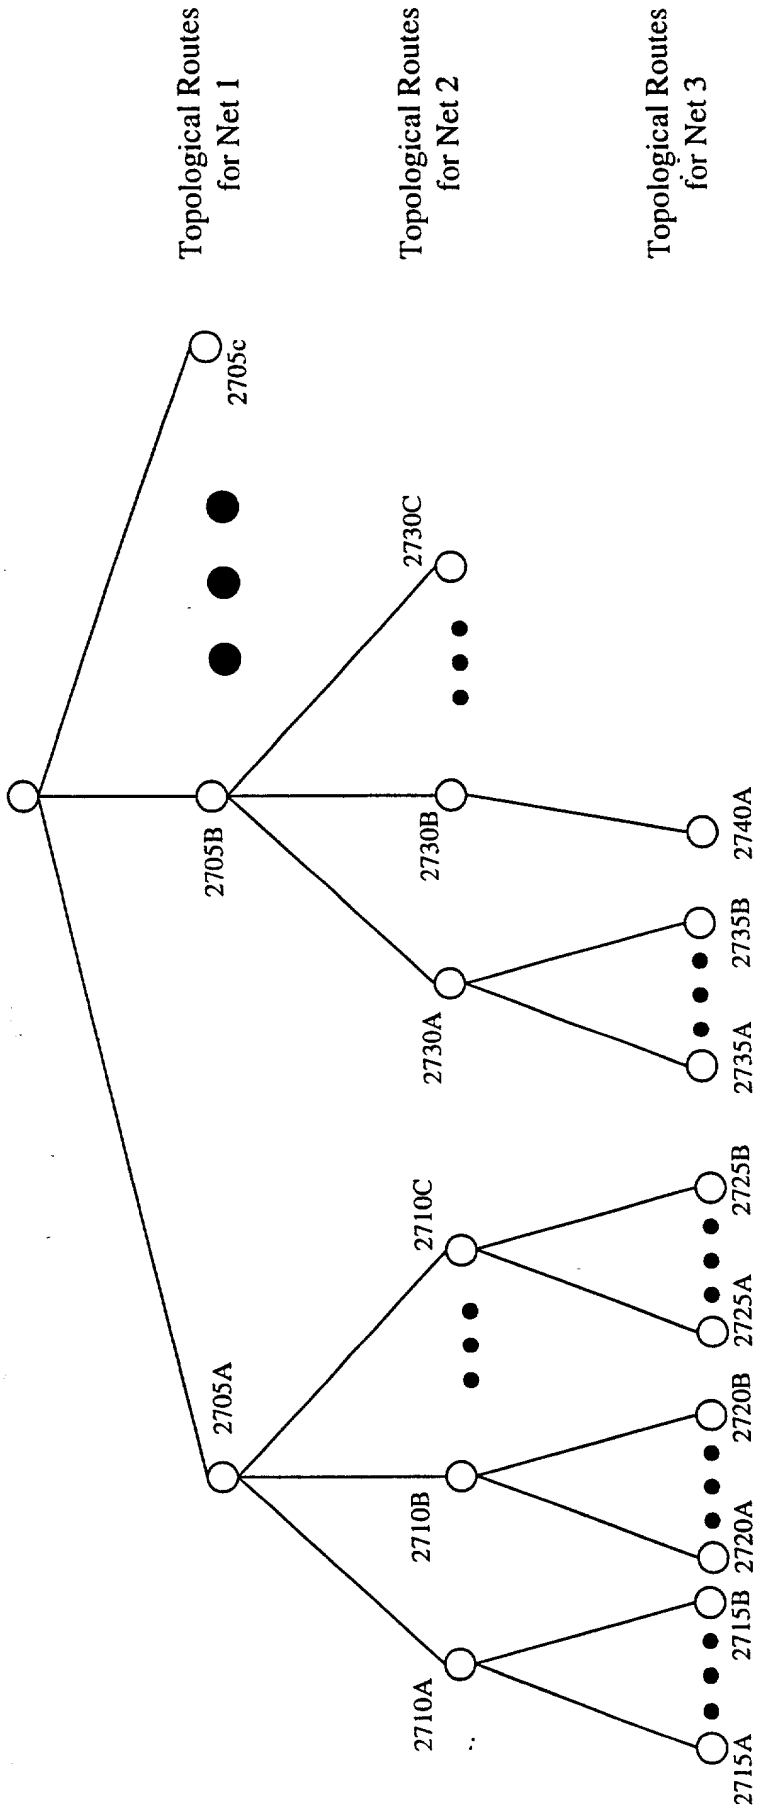 Topological Routes
for Net 1
Topological Routes
for Net 2
Topological Routes
for Net 3
2705A
2705B
2705c
2710A
2710B
2710C
2730A
2730B
2730C
2715A
2715B
2720A
2720B
2725A
2725B
2735A
2735B
2740A